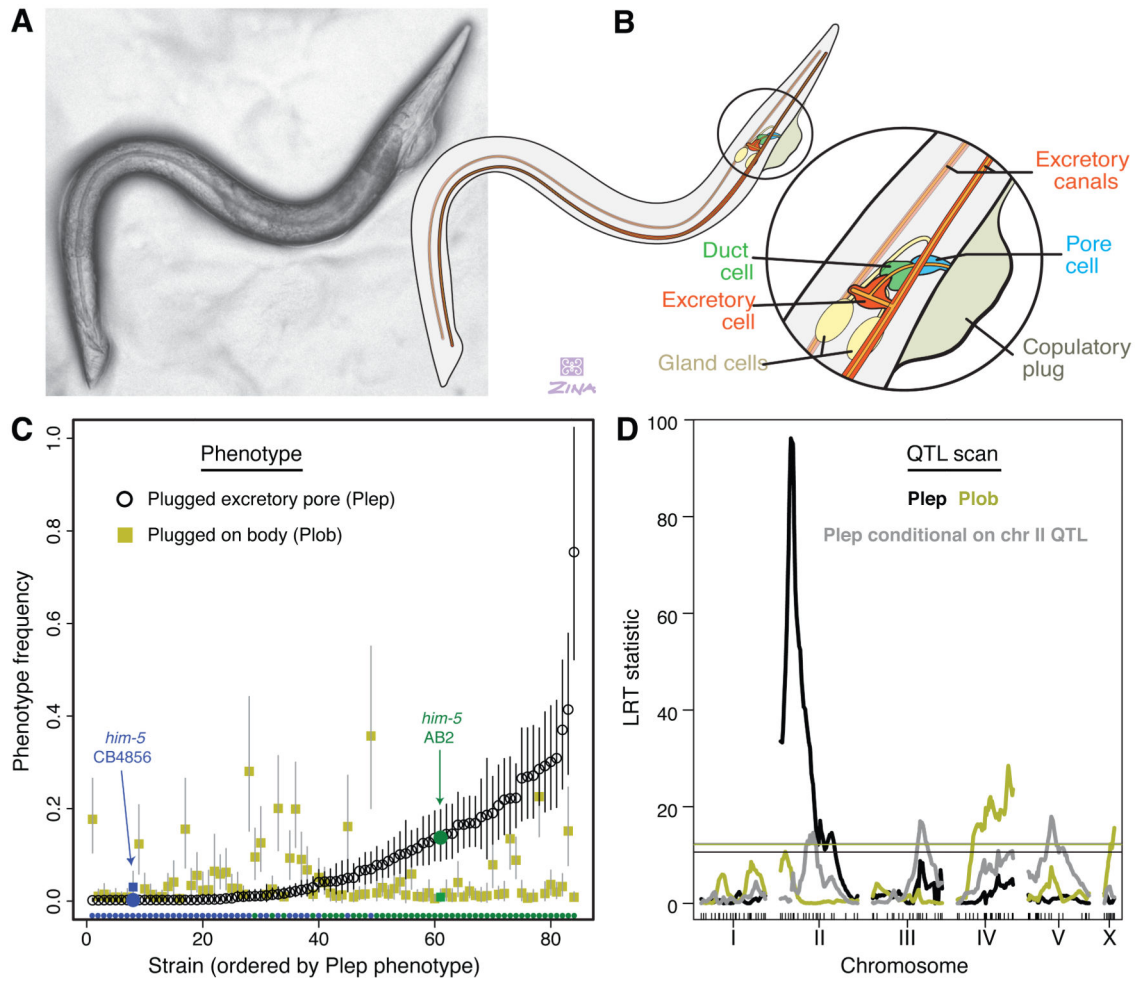 A
B
Excretory
canals
Duct
cell
Pore
cell
Excretory
cell
Gland cells
Copulatory
plug
ZINA
C
Phenotype
Plugged excretory pore (Plep)
Plugged on body (Plob)
him-5
CB4856
him-5
AB2
1.0
0.8
0.6
0.4
0.2
0.0
Phenotype frequency
0 20 40 60 80
Strain (ordered by Plep phenotype)
D
QTL scan
Plep Plob
Plep conditional on chr II QTL
100
80
60
40
20
0
LRT statistic
I II III IV V X
Chromosome